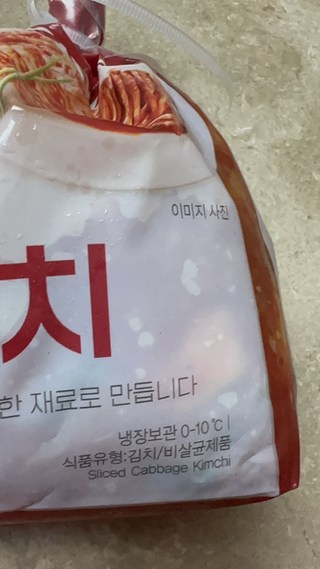 이미지 사진
치
한 재료로 만듭니다
냉장보관 0-10℃ |
식품유형:김치/비살균제품
Sliced Cabbage Kimchi